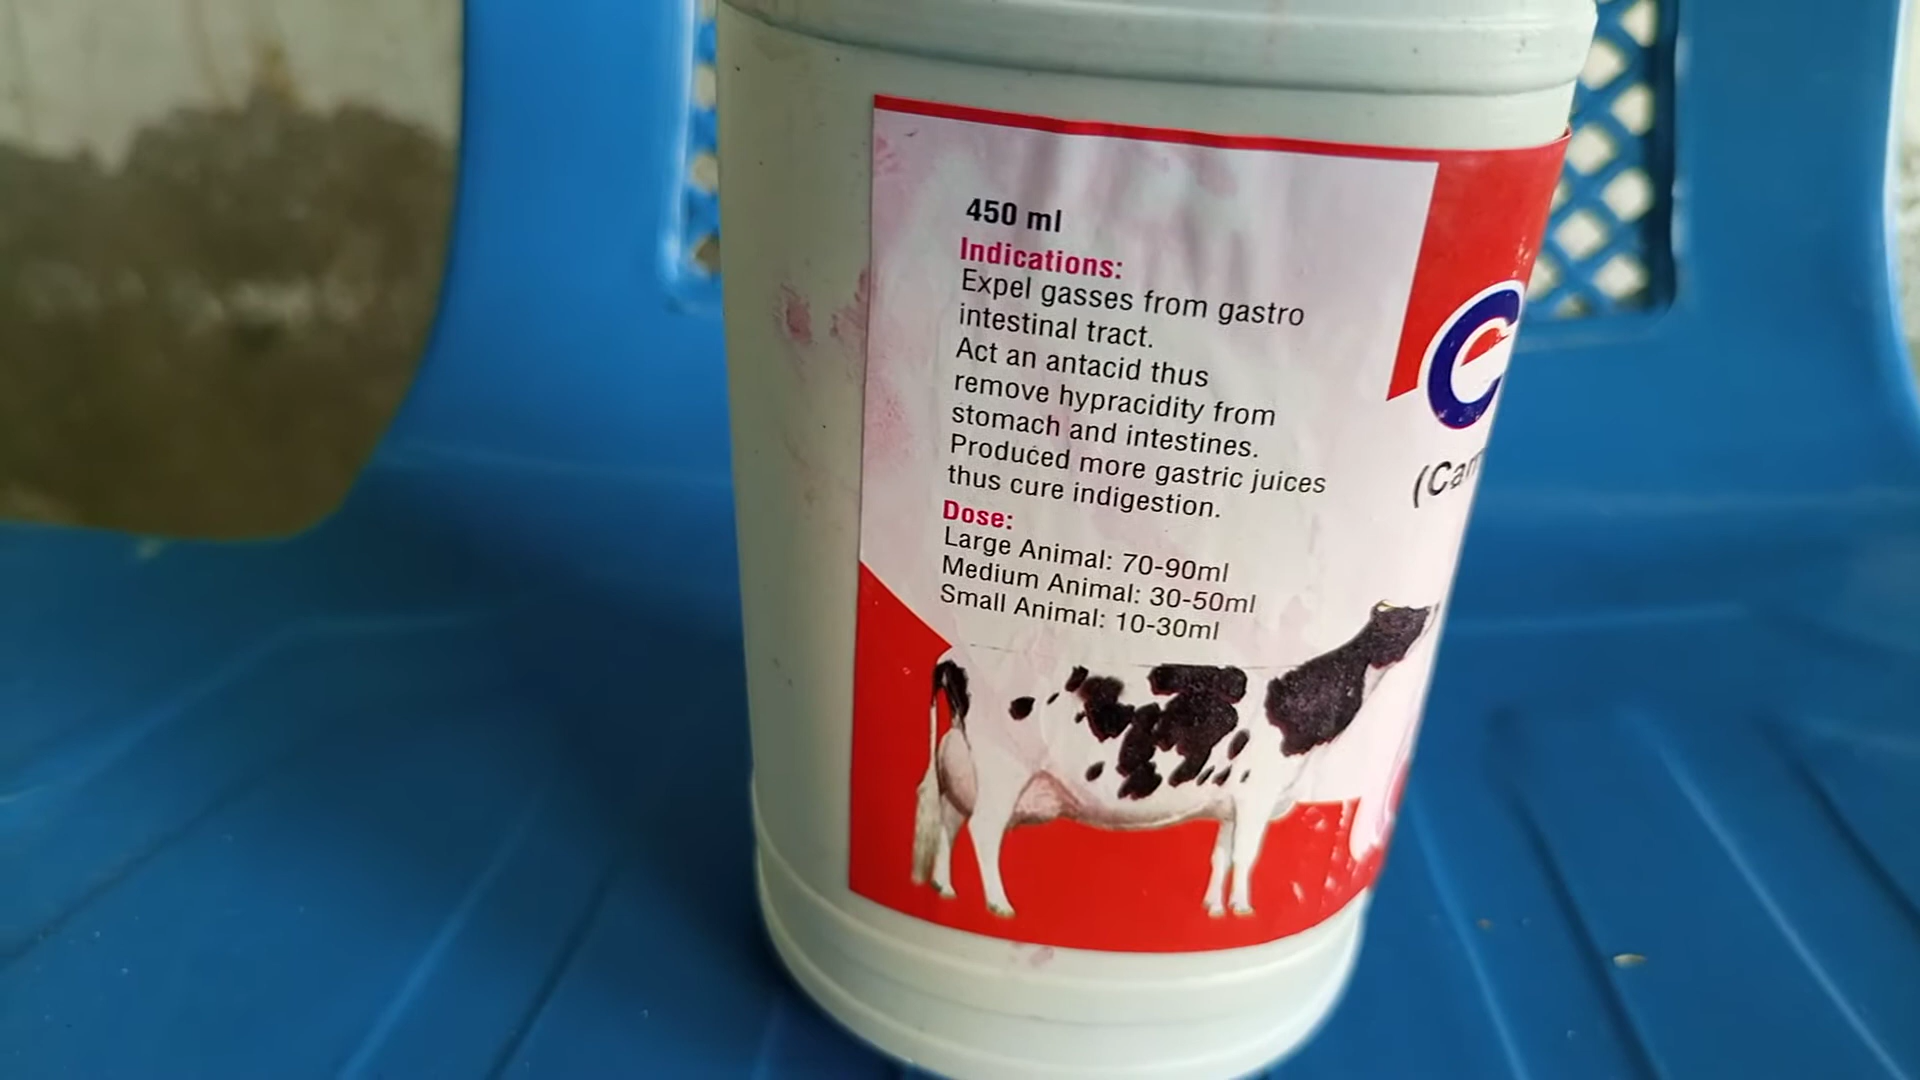 450 ml
Indications:
Expel gasses from gastro
intestinal tract.
Act an antacid thus
remove hypracidity from
stomach and intestines.
Produced more gastric juices
thus cure indigestion.
Dose:
Large Animal: 70-90ml
Medium Animal: 30-50ml
Small Animal: 10-30ml